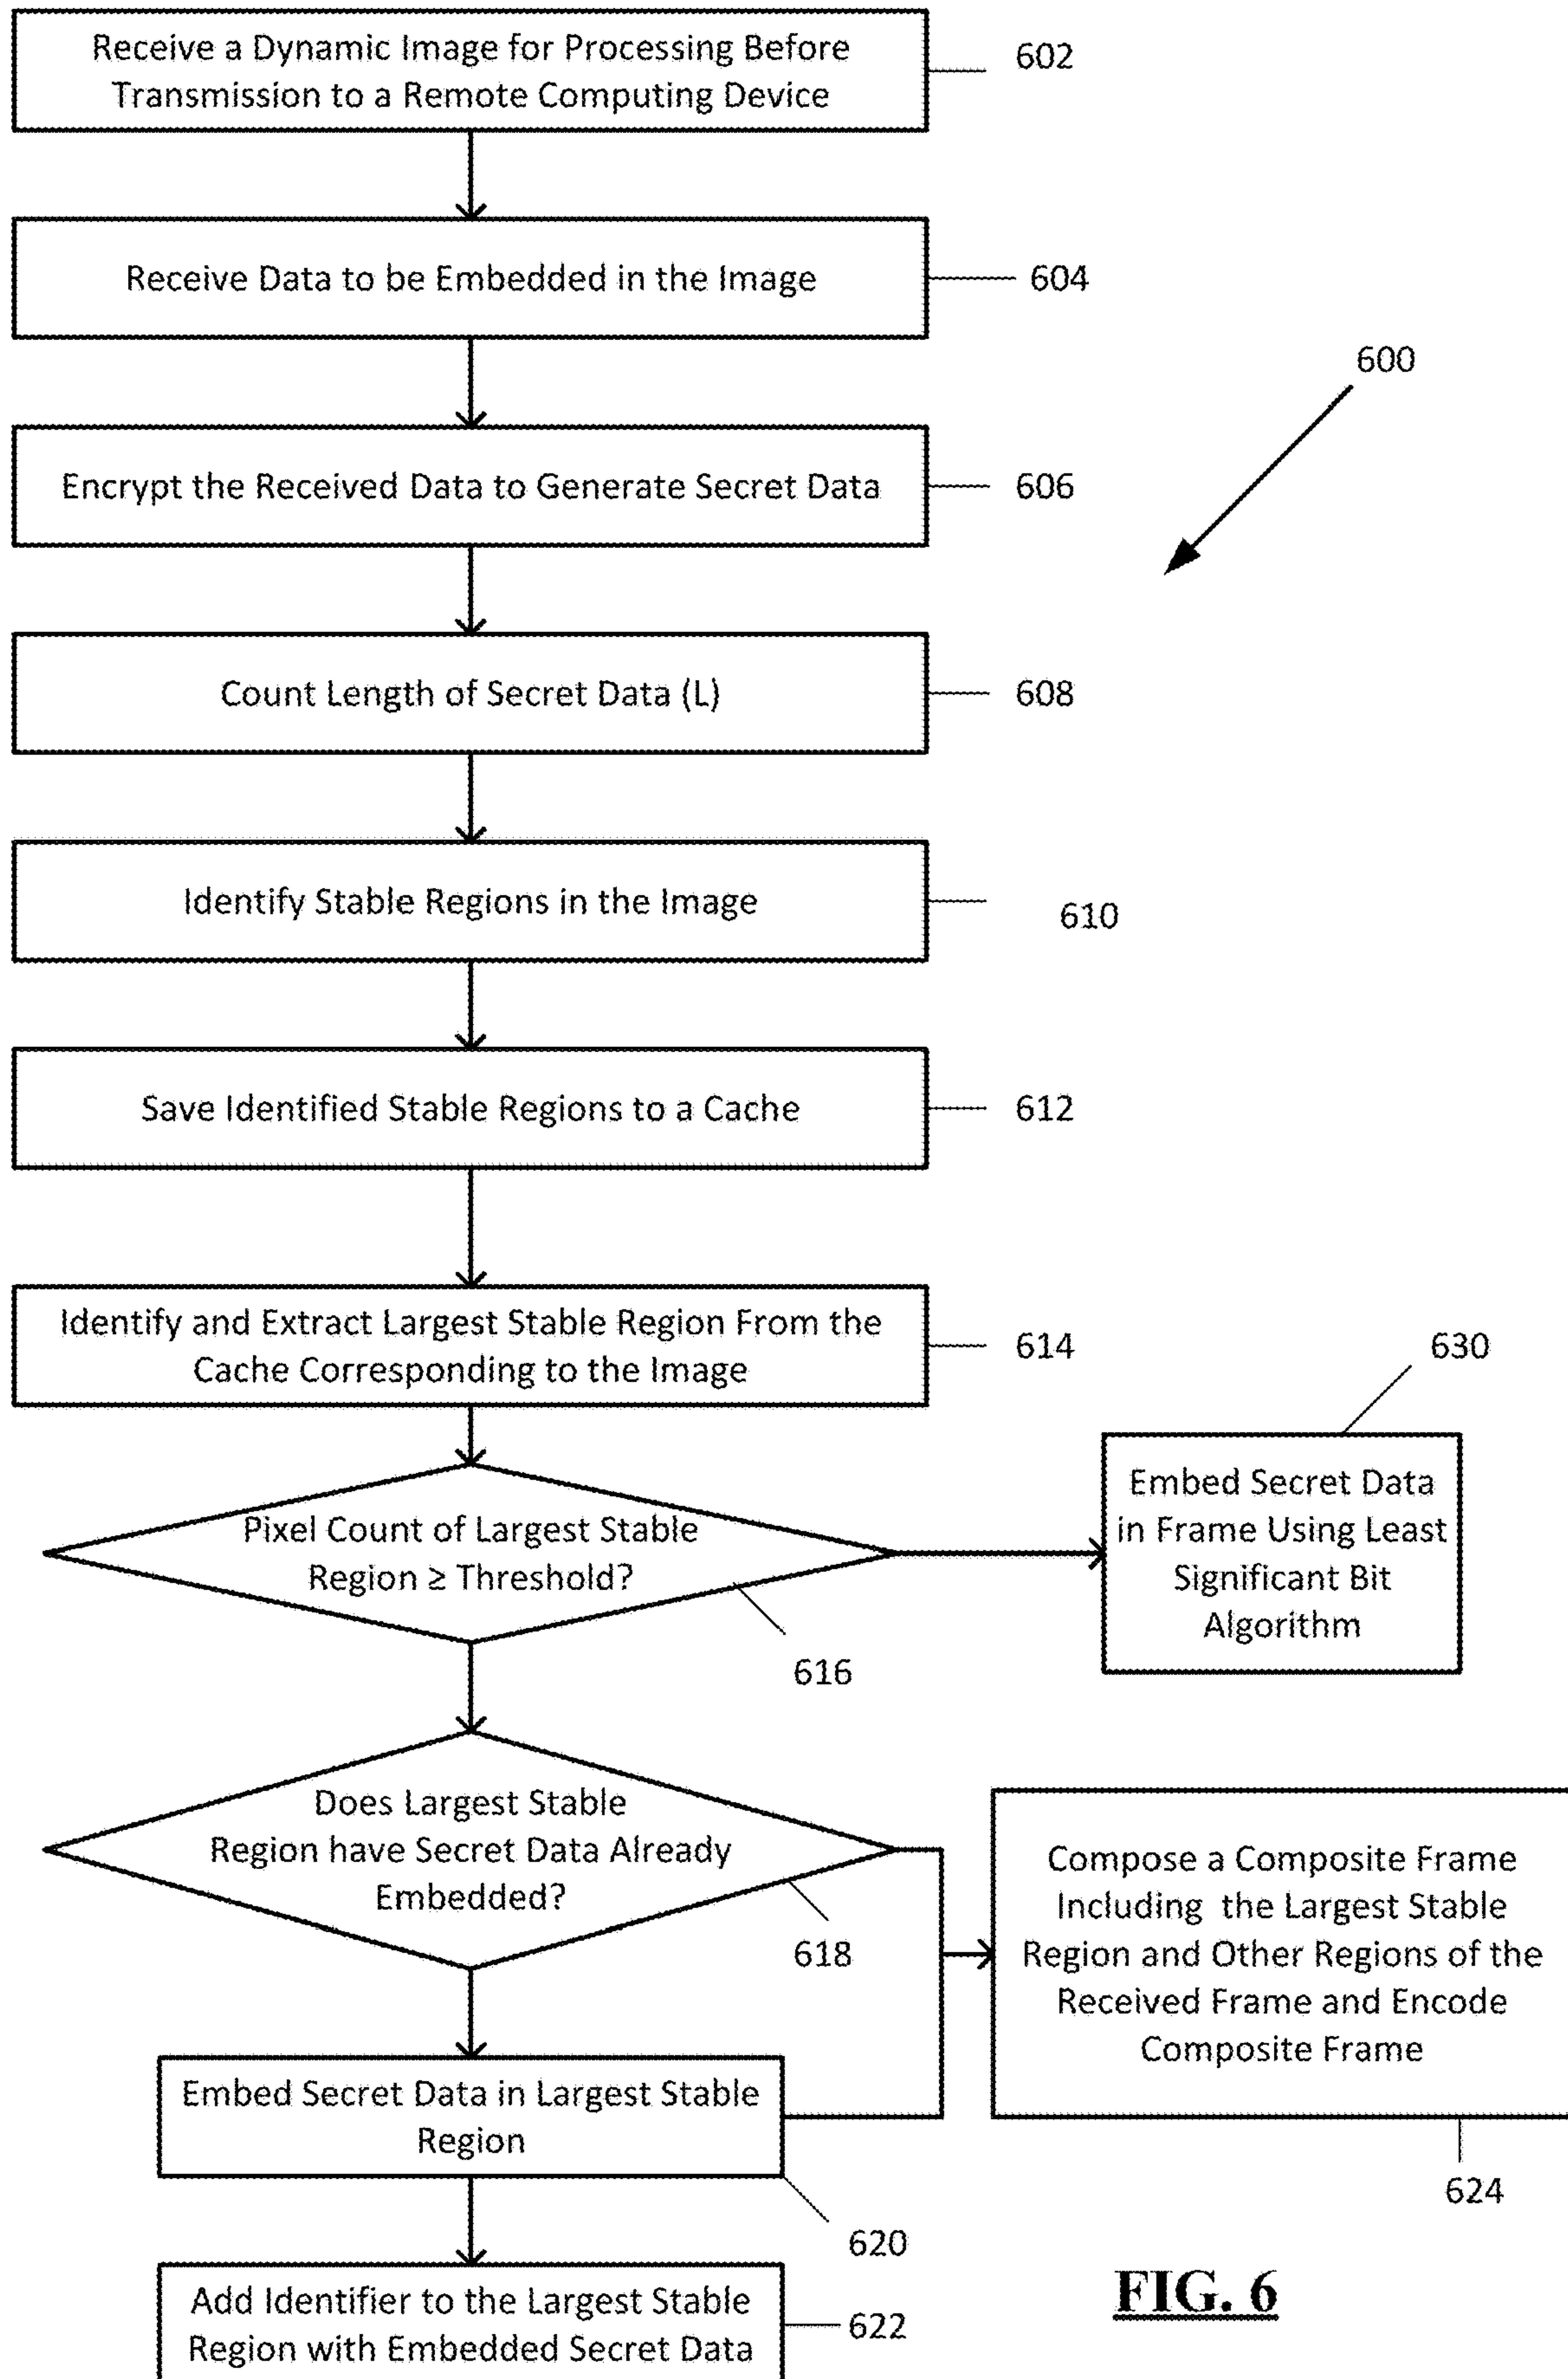 Receive a Dynamic Image for Processing Before
Transmission to a Remote Computing Device
602
Receive Data to be Embedded in the Image
604
600
Encrypt the Received Data to Generate Secret Data
606
Count Length of Secret Data (L)
608
Identify Stable Regions in the Image
610
Save Identified Stable Regions to a Cache
612
Identify and Extract Largest Stable Region From the
Cache Corresponding to the Image
614
630
Embed Secret Data
in Frame Using Least
Significant Bit
Algorithm
Pixel Count of Largest Stable
Region ≥ Threshold?
616
Does Largest Stable
Region have Secret Data Already
Embedded?
618
Compose a Composite Frame
Including the Largest Stable
Region and Other Regions of the
Received Frame and Encode
Composite Frame
624
Embed Secret Data in Largest Stable
Region
620
Add Identifier to the Largest Stable
Region with Embedded Secret Data
622
FIG. 6